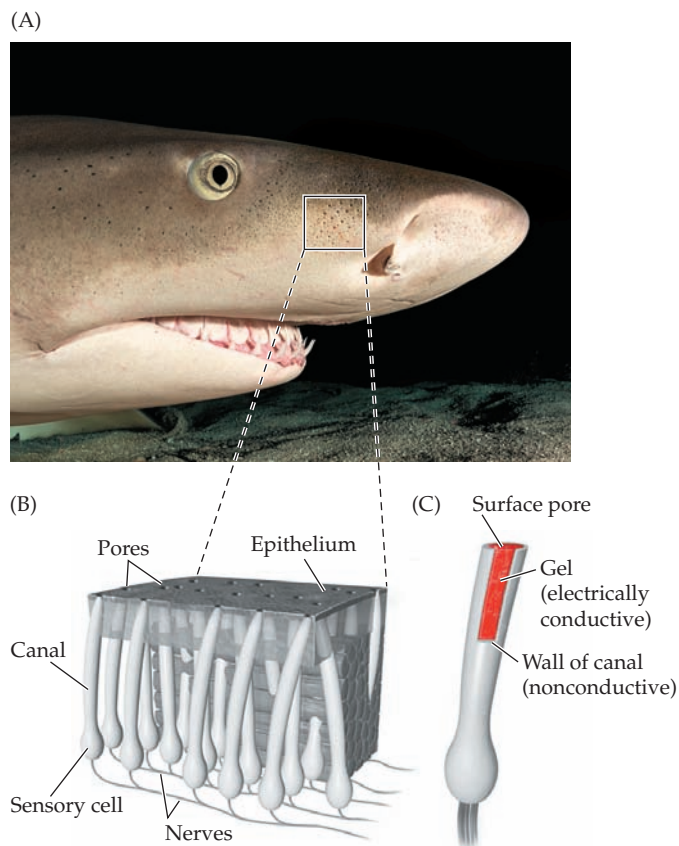 (A)
(B)
Pores
Epithelium
Canal
Sensory cell
Nerves
(C)
Surface pore
Gel
(electrically
conductive)
Wall of canal
(nonconductive)